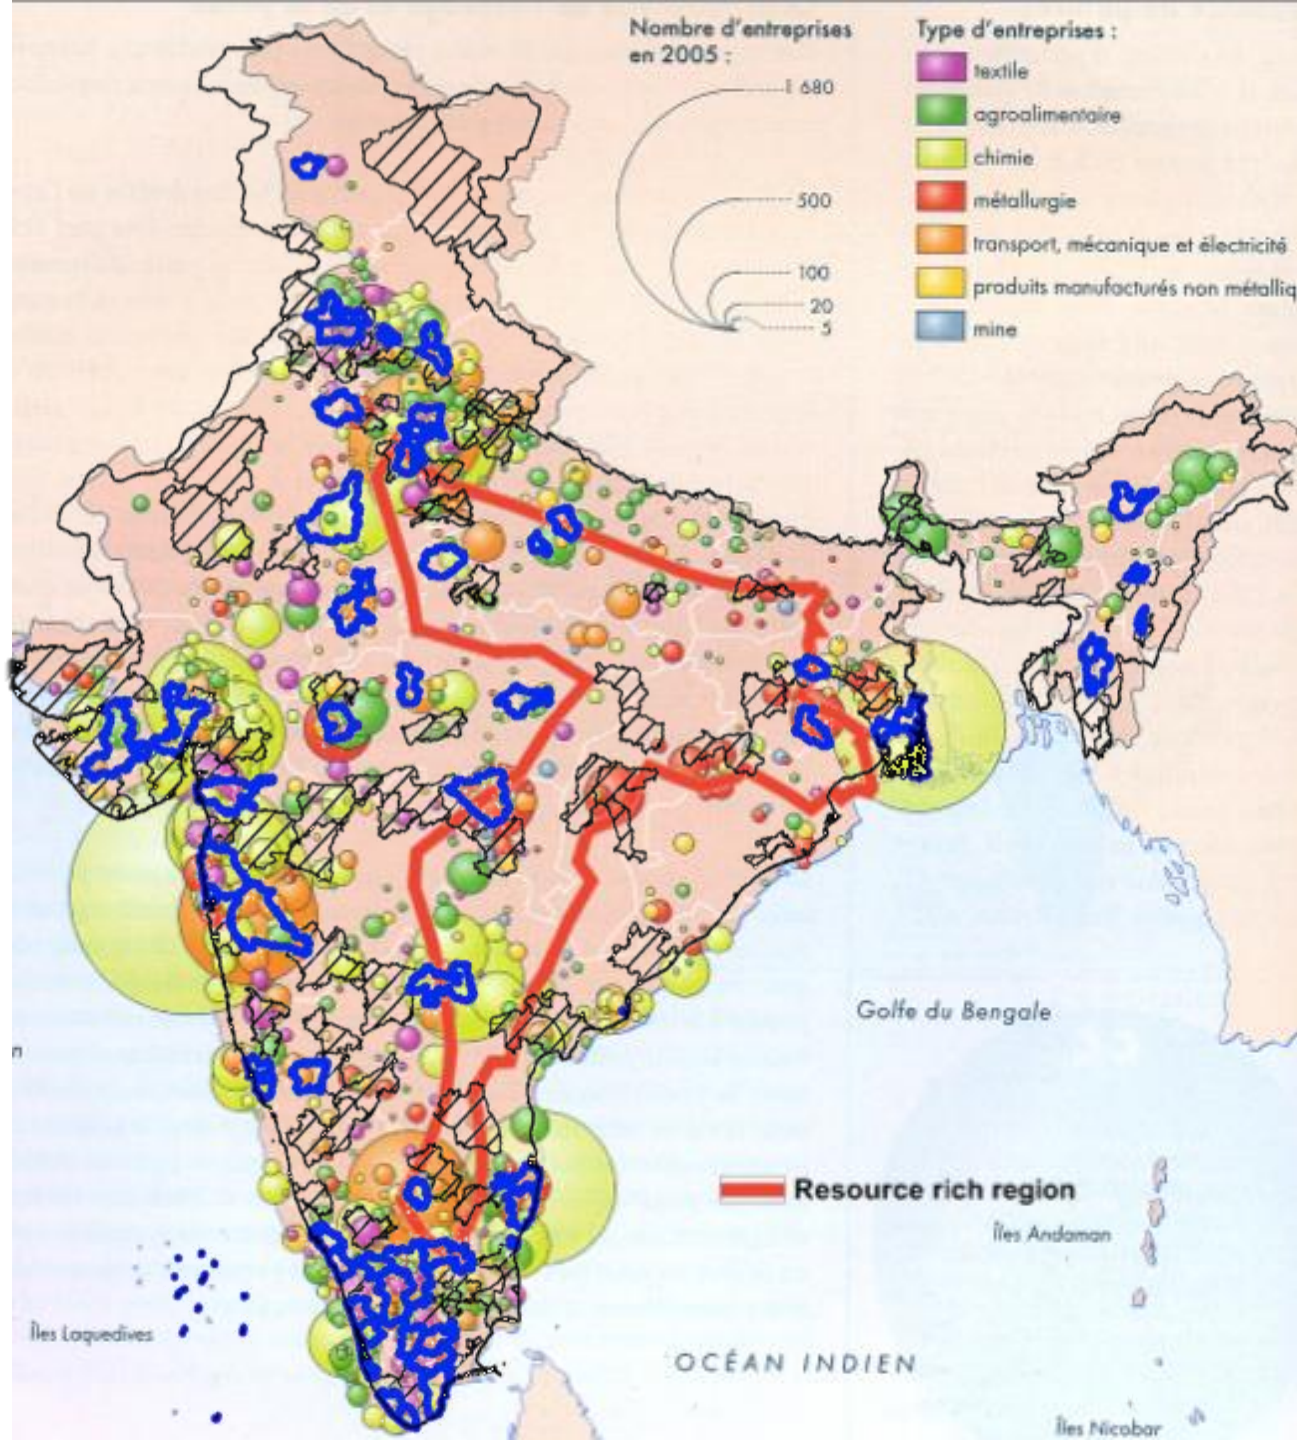 Nombre d'entreprises
en 2005 :
1 680
500
100
20
5
Type d'entreprises :
textile
agroalimentaire
chimie
métallurgie
transport, mécanique et électricité
produits manufacturés non métalliq
mine
Golfe du Bengale
n
Resource rich region
Îles Andaman
Îles Laquedives
OCÉAN INDIEN
Îles Nicobar